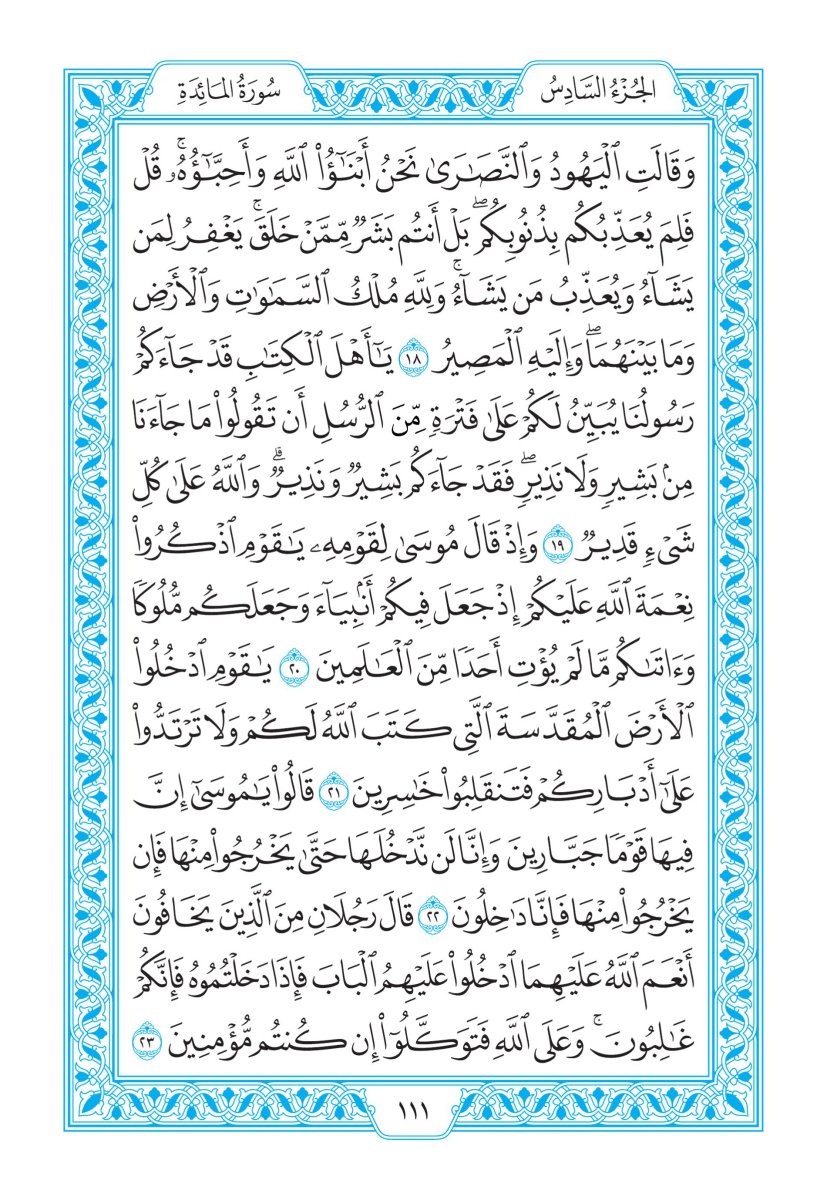 الجُزْءُ السَّادِسُ
سُورَةُ المَائِدَةِ
وَقَالَتِ ٱلْيَهُودُ وَٱلنَّصَٰرَىٰ نَحْنُ أَبْنَٰٓؤُا۟ ٱللَّهِ وَأَحِبَّٰٓؤُهُۥۚ قُلْ
فَلِمَ يُعَذِّبُكُم بِذُنُوبِكُمۖ بَلْ أَنتُم بَشَرٌ مِّمَّنْ خَلَقَۚ يَغْفِرُ لِمَن
يَشَآءُ وَيُعَذِّبُ مَن يَشَآءُۚ وَلِلَّهِ مُلْكُ ٱلسَّمَٰوَٰتِ وَٱلْأَرْضِ
وَمَا بَيْنَهُمَاۖ وَإِلَيْهِ ٱلْمَصِيرُ ١٨ يَٰٓأَهْلَ ٱلْكِتَٰبِ قَدْ جَآءَكُمْ
رَسُولُنَا يُبَيِّنُ لَكُمْ عَلَىٰ فَتْرَةٍ مِّنَ ٱلرُّسُلِ أَن تَقُولُوا۟ مَا جَآءَنَا
مِنۢ بَشِيرٍ وَلَا نَذِيرٍۖ فَقَدْ جَآءَكُم بَشِيرٌ وَنَذِيرٌۗ وَٱللَّهُ عَلَىٰ كُلِّ
شَىْءٍ قَدِيرٌ ١٩ وَإِذْ قَالَ مُوسَىٰ لِقَوْمِهِۦ يَٰقَوْمِ ٱذْكُرُوا۟
نِعْمَةَ ٱللَّهِ عَلَيْكُمْ إِذْ جَعَلَ فِيكُمْ أَنۢبِيَآءَ وَجَعَلَكُم مُّلُوكًا
وَءَاتَىٰكُم مَّا لَمْ يُؤْتِ أَحَدًا مِّنَ ٱلْعَٰلَمِينَ ٢٠ يَٰقَوْمِ ٱدْخُلُوا۟
ٱلْأَرْضَ ٱلْمُقَدَّسَةَ ٱلَّتِى كَتَبَ ٱللَّهُ لَكُمْ وَلَا تَرْتَدُّوا۟
عَلَىٰٓ أَدْبَارِكُمْ فَتَنقَلِبُوا۟ خَٰسِرِينَ ٢١ قَالُوا۟ يَٰمُوسَىٰٓ إِنَّ
فِيهَا قَوْمًا جَبَّارِينَ وَإِنَّا لَن نَّدْخُلَهَا حَتَّىٰ يَخْرُجُوا۟ مِنْهَا فَإِن
يَخْرُجُوا۟ مِنْهَا فَإِنَّا دَٰخِلُونَ ٢٢ قَالَ رَجُلَانِ مِنَ ٱلَّذِينَ يَخَافُونَ
أَنْعَمَ ٱللَّهُ عَلَيْهِمَا ٱدْخُلُوا۟ عَلَيْهِمُ ٱلْبَابَ فَإِذَا دَخَلْتُمُوهُ فَإِنَّكُمْ
غَٰلِبُونَۚ وَعَلَى ٱللَّهِ فَتَوَكَّلُوٓا۟ إِن كُنتُم مُّؤْمِنِينَ ٢٣
١١١